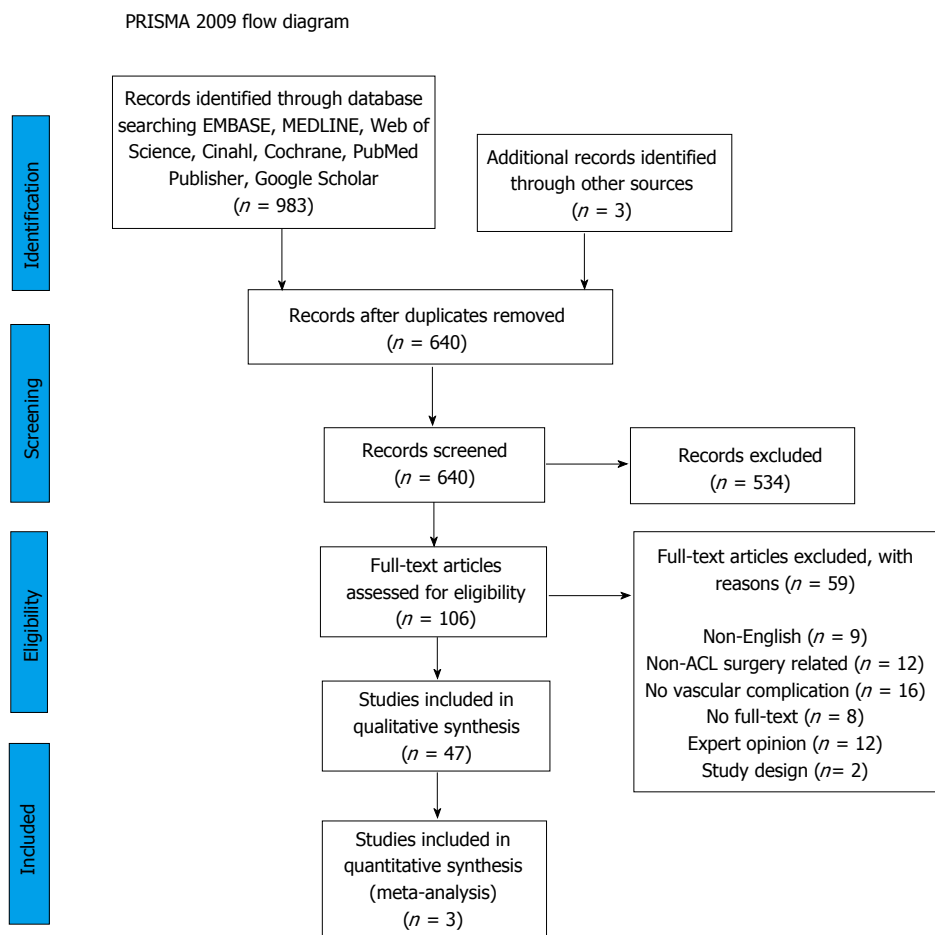 PRISMA 2009 flow diagram
Identification
Records identified through database
searching EMBASE, MEDLINE, Web of
Science, Cinahl, Cochrane, PubMed
Publisher, Google Scholar
(n = 983)
Additional records identified
through other sources
(n = 3)
Records after duplicates removed
(n = 640)
Screening
Records screened
(n = 640)
Records excluded
(n = 534)
Eligibility
Full-text articles
assessed for eligibility
(n = 106)
Full-text articles excluded, with
reasons (n = 59)
Non-English (n = 9)
Non-ACL surgery related (n = 12)
No vascular complication (n = 16)
No full-text (n = 8)
Expert opinion (n = 12)
Study design (n= 2)
Studies included in
qualitative synthesis
(n = 47)
Included
Studies included in
quantitative synthesis
(meta-analysis)
(n = 3)